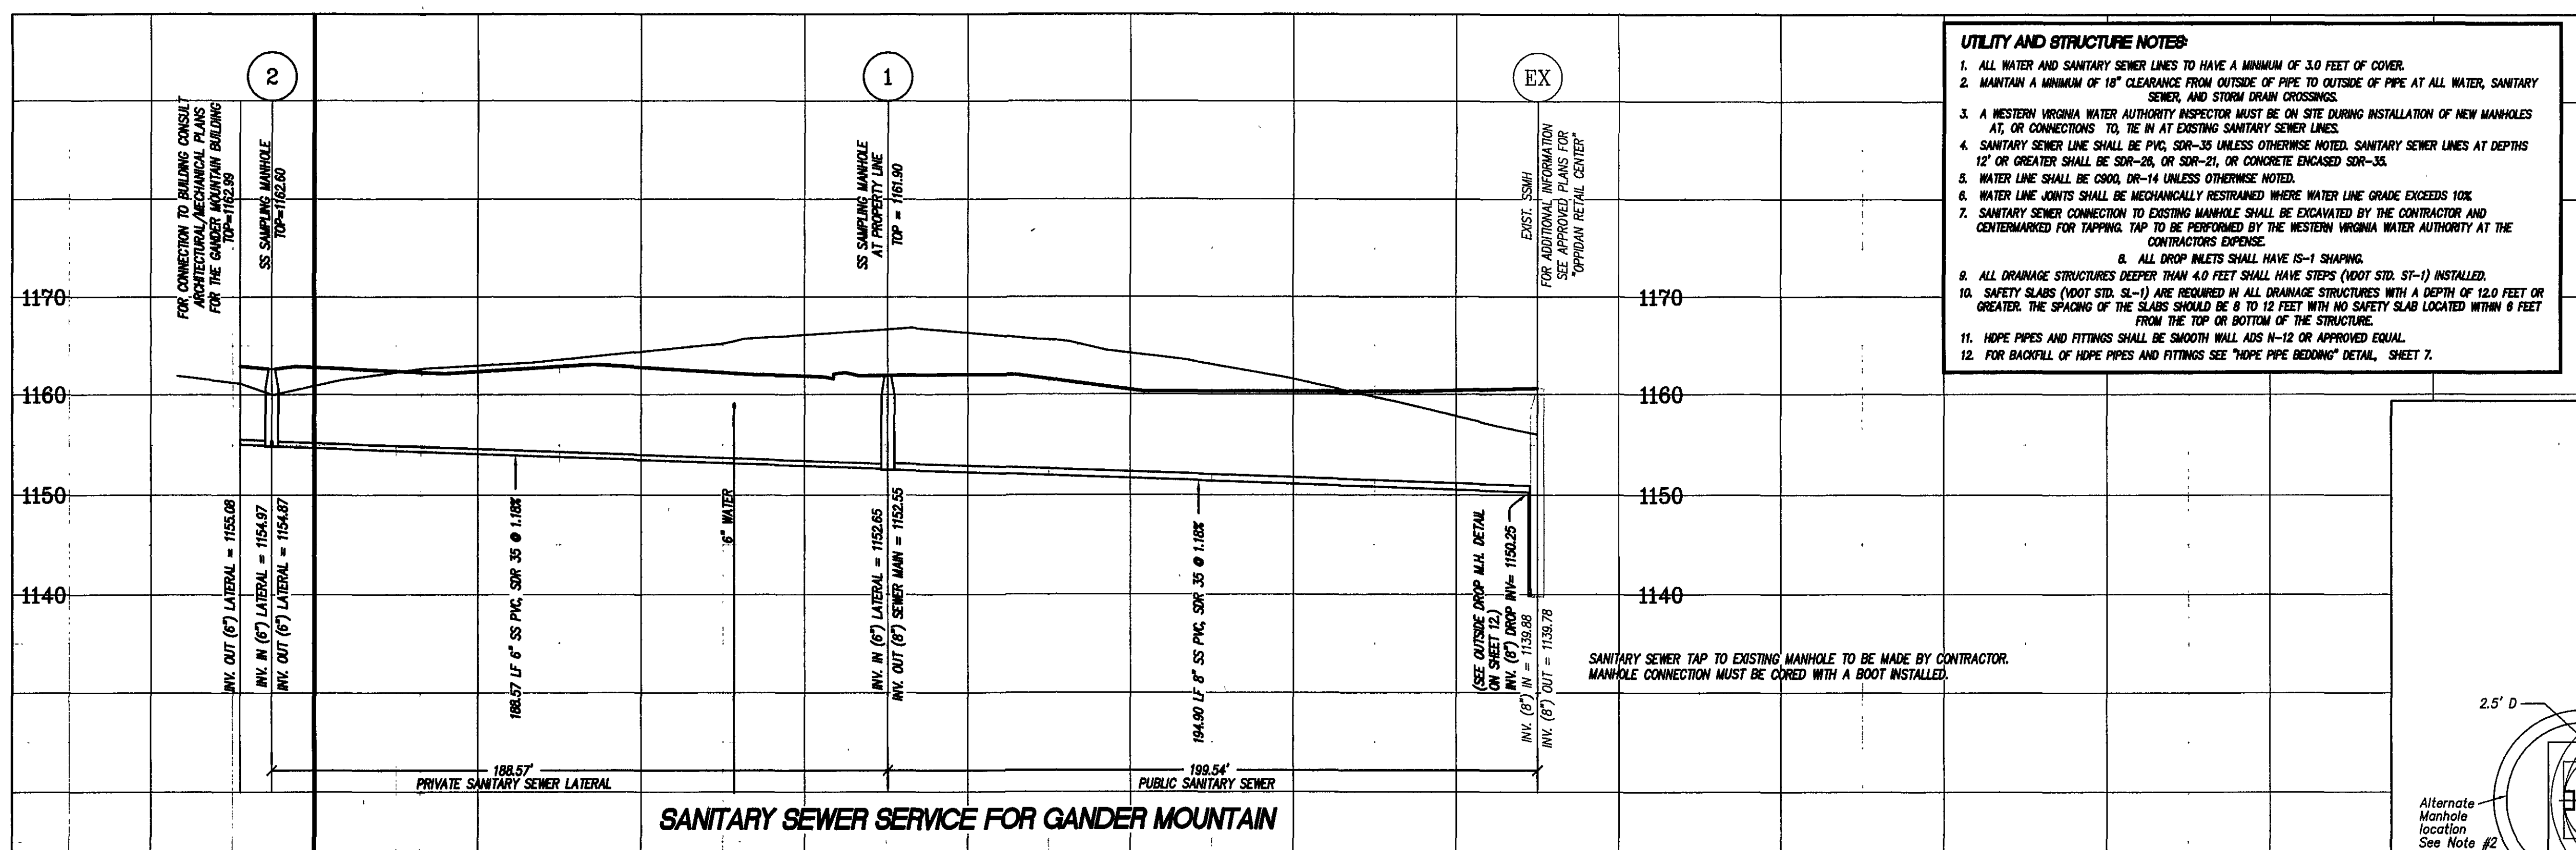 2
1
EX
FOR CONNECTION TO BUILDING CONSULT
ARCHITECTURAL/MECHANICAL PLANS
FOR THE GANDER MOUNTAIN BUILDING
TOP=1162.99
SS SAMPLING MANHOLE
TOP=1162.60
SS SAMPLING MANHOLE
AT PROPERTY LINE
TOP = 1161.90
EXIST. SSMH
FOR ADDITIONAL INFORMATION
SEE APPROVED PLANS FOR
"OPPIDAN RETAIL CENTER"
1170
1170
1160
1160
1150
1150
1140
1140
INV. OUT (6") LATERAL = 1155.08
INV. IN (6") LATERAL = 1154.97
INV. OUT (6") LATERAL = 1154.87
188.57 LF 6" SS PVC, SDR 35 @ 1.18%
6" WATER
INV. IN (6") LATERAL = 1152.65
INV. OUT (8") SEWER MAIN = 1152.55
194.90 LF 8" SS PVC, SDR 35 @ 1.18%
(SEE OUTSIDE DROP M.H. DETAIL
ON SHEET 12.)
INV. (8") DROP INV= 1150.25
INV. (8") IN = 1139.88
INV. (8") OUT = 1139.78
SANITARY SEWER TAP TO EXISTING MANHOLE TO BE MADE BY CONTRACTOR.
MANHOLE CONNECTION MUST BE CORED WITH A BOOT INSTALLED.
188.57'
PRIVATE SANITARY SEWER LATERAL
199.54'
PUBLIC SANITARY SEWER
SANITARY SEWER SERVICE FOR GANDER MOUNTAIN
UTILITY AND STRUCTURE NOTES:
1. ALL WATER AND SANITARY SEWER LINES TO HAVE A MINIMUM OF 3.0 FEET OF COVER.
2. MAINTAIN A MINIMUM OF 18" CLEARANCE FROM OUTSIDE OF PIPE TO OUTSIDE OF PIPE AT ALL WATER, SANITARY
SEWER, AND STORM DRAIN CROSSINGS.
3. A WESTERN VIRGINIA WATER AUTHORITY INSPECTOR MUST BE ON SITE DURING INSTALLATION OF NEW MANHOLES
AT, OR CONNECTIONS TO, TIE IN AT EXISTING SANITARY SEWER LINES.
4. SANITARY SEWER LINE SHALL BE PVC, SDR-35 UNLESS OTHERWISE NOTED. SANITARY SEWER LINES AT DEPTHS
12' OR GREATER SHALL BE SDR-26, OR SDR-21, OR CONCRETE ENCASED SDR-35.
5. WATER LINE SHALL BE C900, DR-14 UNLESS OTHERWISE NOTED.
6. WATER LINE JOINTS SHALL BE MECHANICALLY RESTRAINED WHERE WATER LINE GRADE EXCEEDS 10%
7. SANITARY SEWER CONNECTION TO EXISTING MANHOLE SHALL BE EXCAVATED BY THE CONTRACTOR AND
CENTERMARKED FOR TAPPING. TAP TO BE PERFORMED BY THE WESTERN VIRGINIA WATER AUTHORITY AT THE
CONTRACTORS EXPENSE.
8. ALL DROP INLETS SHALL HAVE IS-1 SHAPING.
9. ALL DRAINAGE STRUCTURES DEEPER THAN 4.0 FEET SHALL HAVE STEPS (VDOT STD. ST-1) INSTALLED.
10. SAFETY SLABS (VDOT STD. SL-1) ARE REQUIRED IN ALL DRAINAGE STRUCTURES WITH A DEPTH OF 12.0 FEET OR
GREATER. THE SPACING OF THE SLABS SHOULD BE 8 TO 12 FEET WITH NO SAFETY SLAB LOCATED WITHIN 6 FEET
FROM THE TOP OR BOTTOM OF THE STRUCTURE.
11. HDPE PIPES AND FITTINGS SHALL BE SMOOTH WALL ADS N-12 OR APPROVED EQUAL.
12. FOR BACKFILL OF HDPE PIPES AND FITTINGS SEE "HDPE PIPE BEDDING" DETAIL, SHEET 7.
2.5' D
Alternate
Manhole
location
See Note #2